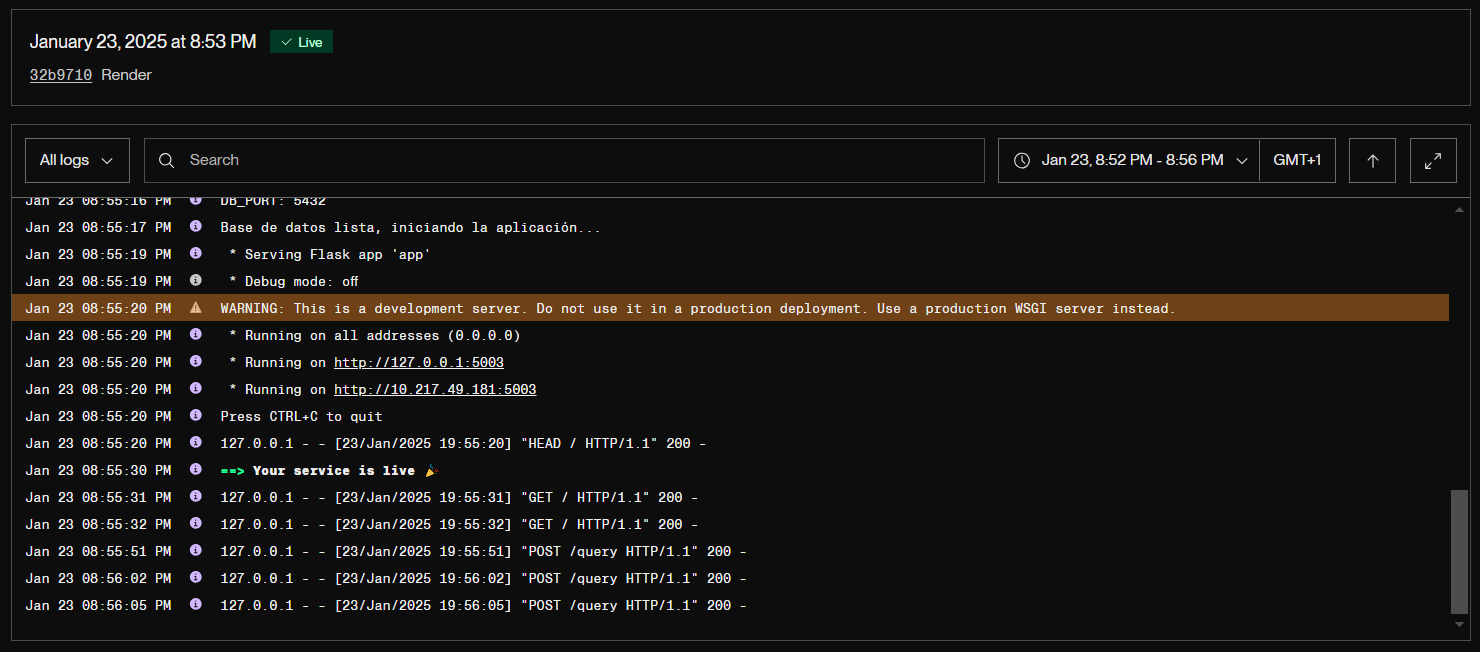 January 23, 2025 at 8:53 PM Live
32b9710 Render
All logs Search Jan 23, 8:52 PM - 8:56 PM GMT+1
Jan 23 08:55:16 PM DB_PORT: 5432
Jan 23 08:55:17 PM Base de datos lista, iniciando la aplicación...
Jan 23 08:55:19 PM * Serving Flask app 'app'
Jan 23 08:55:19 PM * Debug mode: off
Jan 23 08:55:20 PM WARNING: This is a development server. Do not use it in a production deployment. Use a production WSGI server instead.
Jan 23 08:55:20 PM * Running on all addresses (0.0.0.0)
Jan 23 08:55:20 PM * Running on http://127.0.0.1:5003
Jan 23 08:55:20 PM * Running on http://10.217.49.181:5003
Jan 23 08:55:20 PM Press CTRL+C to quit
Jan 23 08:55:20 PM 127.0.0.1 - - [23/Jan/2025 19:55:20] "HEAD / HTTP/1.1" 200 -
Jan 23 08:55:30 PM ==> Your service is live 🎉
Jan 23 08:55:31 PM 127.0.0.1 - - [23/Jan/2025 19:55:31] "GET / HTTP/1.1" 200 -
Jan 23 08:55:32 PM 127.0.0.1 - - [23/Jan/2025 19:55:32] "GET / HTTP/1.1" 200 -
Jan 23 08:55:51 PM 127.0.0.1 - - [23/Jan/2025 19:55:51] "POST /query HTTP/1.1" 200 -
Jan 23 08:56:02 PM 127.0.0.1 - - [23/Jan/2025 19:56:02] "POST /query HTTP/1.1" 200 -
Jan 23 08:56:05 PM 127.0.0.1 - - [23/Jan/2025 19:56:05] "POST /query HTTP/1.1" 200 -